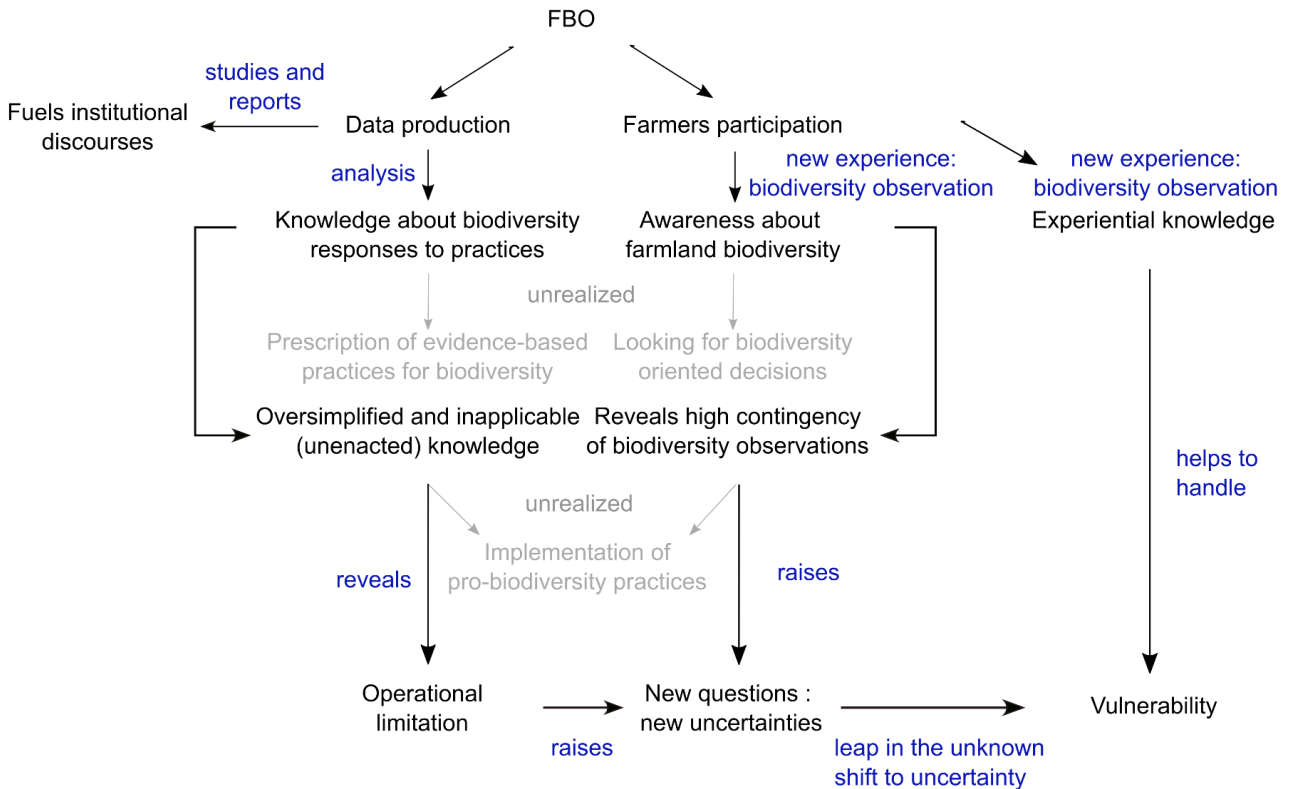 FBO
studies and
reports
Fuels institutional
discourses
Data production
Farmers participation
analysis
new experience:
biodiversity observation
new experience:
biodiversity observation
Knowledge about biodiversity
responses to practices
Awareness about
farmland biodiversity
Experiential knowledge
unrealized
Prescription of evidence-based
practices for biodiversity
Looking for biodiversity
oriented decisions
Oversimplified and inapplicable
(unenacted) knowledge
Reveals high contingency
of biodiversity observations
helps to
handle
unrealized
Implementation of
pro-biodiversity practices
reveals
raises
Operational
limitation
New questions :
new uncertainties
Vulnerability
raises
leap in the unknown
shift to uncertainty